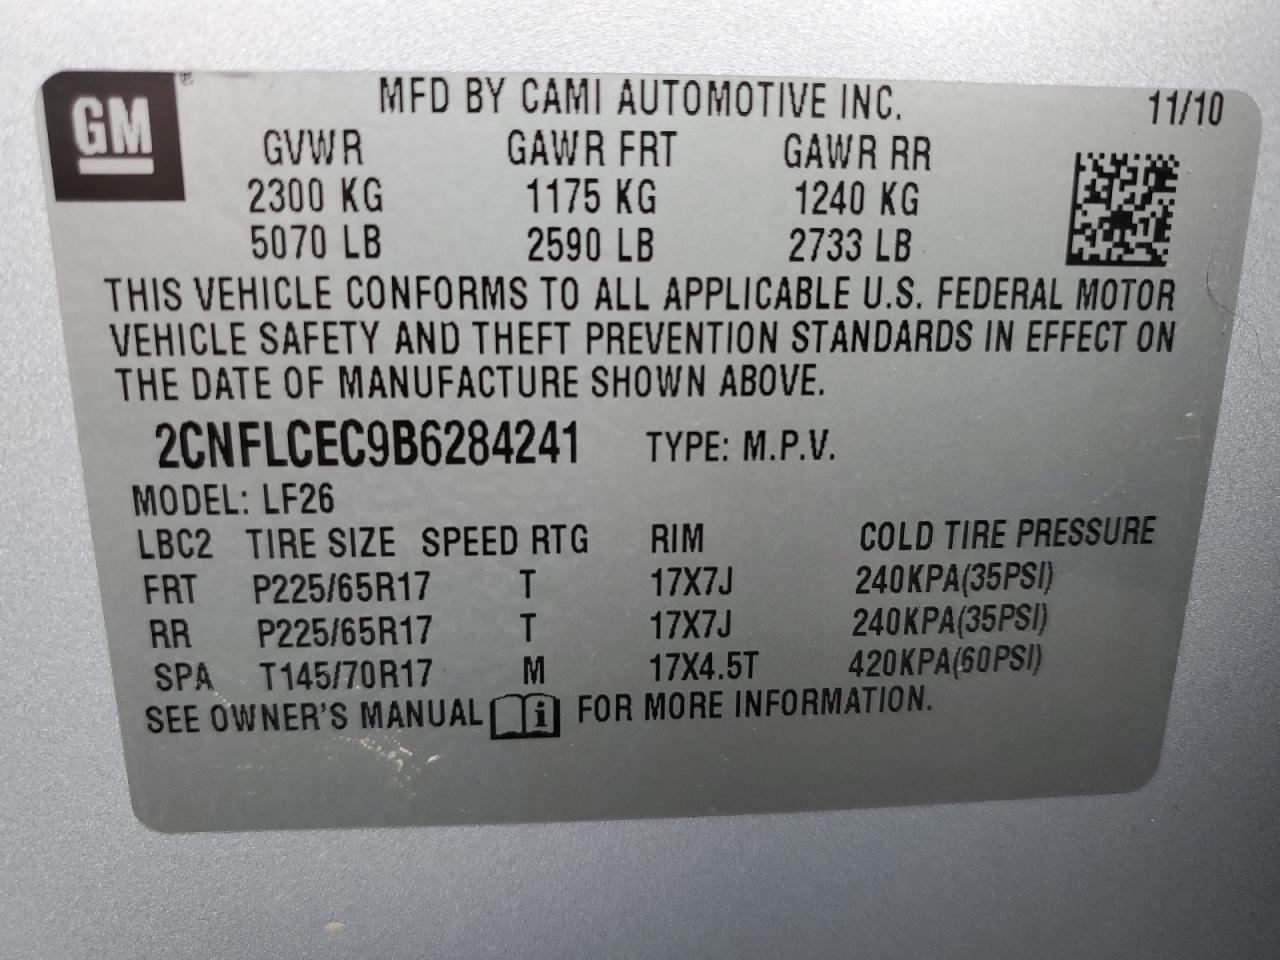 GM
MFD BY CAMI AUTOMOTIVE INC. 11/10
GVWR GAWR FRT GAWR RR
2300 KG 1175 KG 1240 KG
5070 LB 2590 LB 2733 LB
THIS VEHICLE CONFORMS TO ALL APPLICABLE U.S. FEDERAL MOTOR
VEHICLE SAFETY AND THEFT PREVENTION STANDARDS IN EFFECT ON
THE DATE OF MANUFACTURE SHOWN ABOVE.
2CNFLCEC9B6284241 TYPE: M.P.V.
MODEL: LF26
LBC2 TIRE SIZE SPEED RTG RIM COLD TIRE PRESSURE
FRT P225/65R17 T 17X7J 240KPA(35PSI)
RR P225/65R17 T 17X7J 240KPA(35PSI)
SPA T145/70R17 M 17X4.5T 420KPA(60PSI)
SEE OWNER'S MANUAL i FOR MORE INFORMATION.